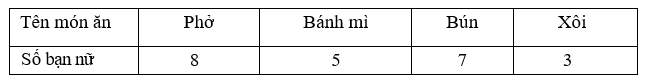 Tên món ăn Phở Bánh mì Bún Xôi
Số bạn nữ 8 5 7 3